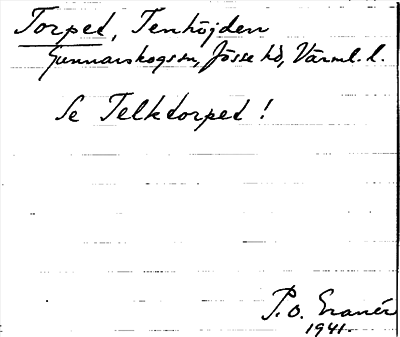 Torpet, Tenhöjden
Gunnarskogs sn, Jösse hd, Värml. l.
Se Telktorpet!
P. O. Granér
1941.